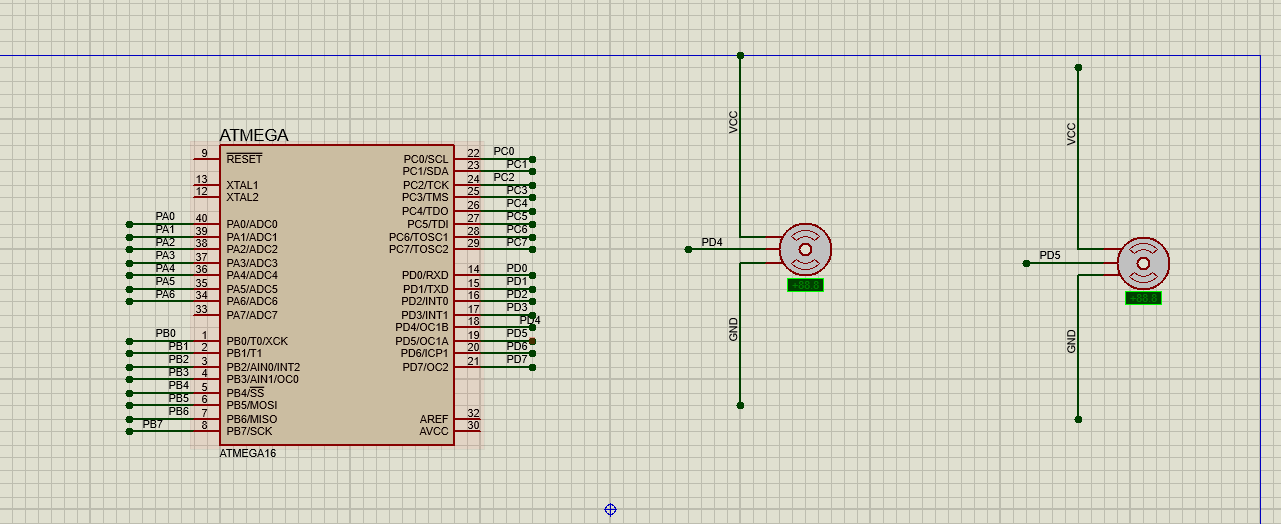 ATMEGA
9 RESET
13 XTAL1
12 XTAL2
PA0 40 PA0/ADC0
PA1 39 PA1/ADC1
PA2 38 PA2/ADC2
PA3 37 PA3/ADC3
PA4 36 PA4/ADC4
PA5 35 PA5/ADC5
PA6 34 PA6/ADC6
33 PA7/ADC7
PB0 1 PB0/T0/XCK
PB1 2 PB1/T1
PB2 3 PB2/AIN0/INT2
PB3 4 PB3/AIN1/OC0
PB4 5 PB4/SS
PB5 6 PB5/MOSI
PB6 7 PB6/MISO
PB7 8 PB7/SCK
PC0/SCL 22 PC0
PC1/SDA 23 PC1
PC2/TCK 24 PC2
PC3/TMS 25 PC3
PC4/TDO 26 PC4
PC5/TDI 27 PC5
PC6/TOSC1 28 PC6
PC7/TOSC2 29 PC7
PD0/RXD 14 PD0
PD1/TXD 15 PD1
PD2/INT0 16 PD2
PD3/INT1 17 PD3
PD4/OC1B 18 PD4
PD5/OC1A 19 PD5
PD6/ICP1 20 PD6
PD7/OC2 21 PD7
AREF 32
AVCC 30
ATMEGA16
VCC
PD4
+88.8
GND
VCC
PD5
+88.8
GND